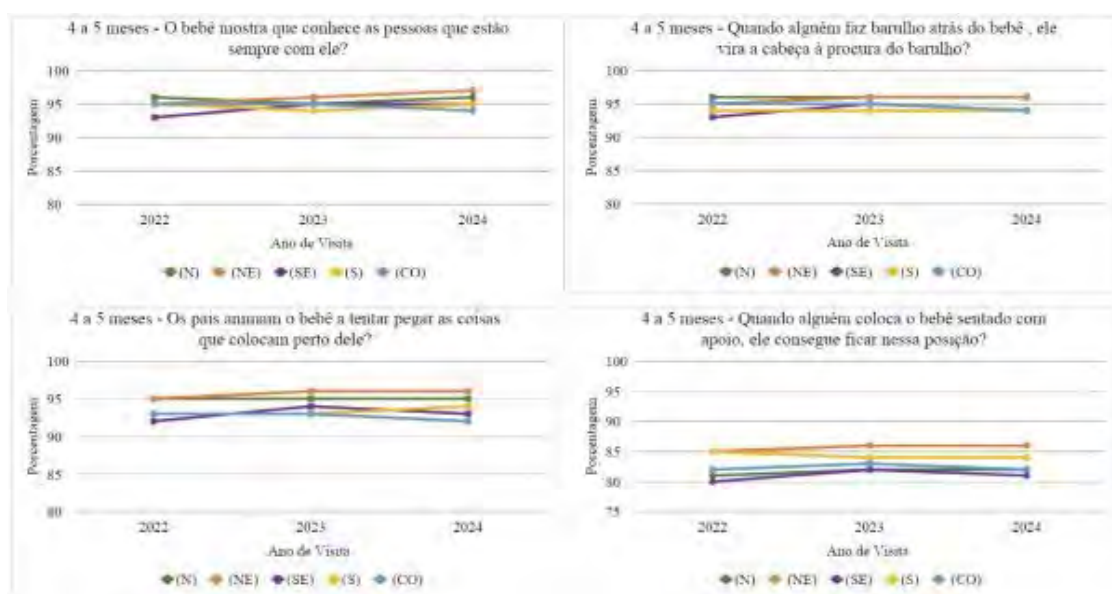 4 a 5 meses - O bebê mostra que conhece as pessoas que estão
sempre com ele?
100
95
90
85
80
Porcentagem
2022
2023
2024
Ano de Visita
(N)
(NE)
(SE)
(S)
(CO)
4 a 5 meses - Quando alguém faz barulho atrás do bebê , ele
vira a cabeça à procura do barulho?
100
95
90
85
80
Porcentagem
2022
2023
2024
Ano de Visita
(N)
(NE)
(SE)
(S)
(CO)
4 a 5 meses - Os pais animam o bebê a tentar pegar as coisas
que colocam perto dele?
100
95
90
85
80
Porcentagem
2022
2023
2024
Ano de Visita
(N)
(NE)
(SE)
(S)
(CO)
4 a 5 meses - Quando alguém coloca o bebê sentado com
apoio, ele consegue ficar nessa posição?
100
95
90
85
80
75
Porcentagem
2022
2023
2024
Ano de Visita
(N)
(NE)
(SE)
(S)
(CO)